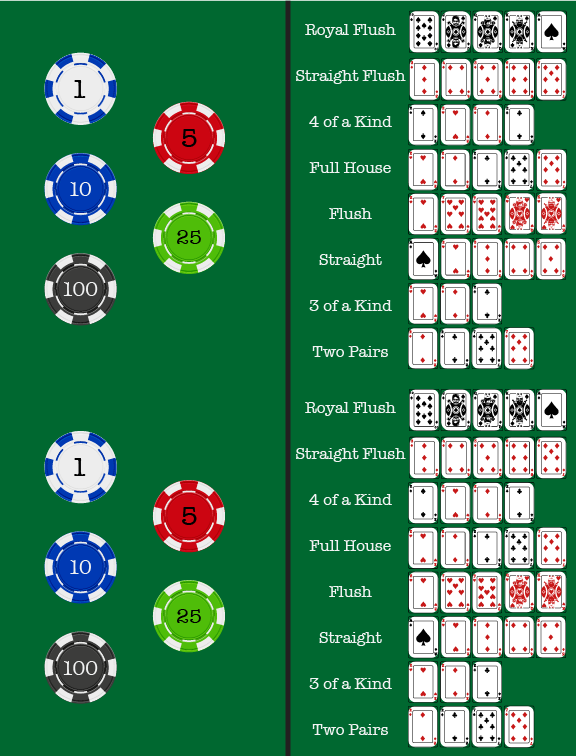 1
5
10
25
100
Royal Flush
Straight Flush
4 of a Kind
Full House
Flush
Straight
3 of a Kind
Two Pairs
1
5
10
25
100
Royal Flush
Straight Flush
4 of a Kind
Full House
Flush
Straight
3 of a Kind
Two Pairs